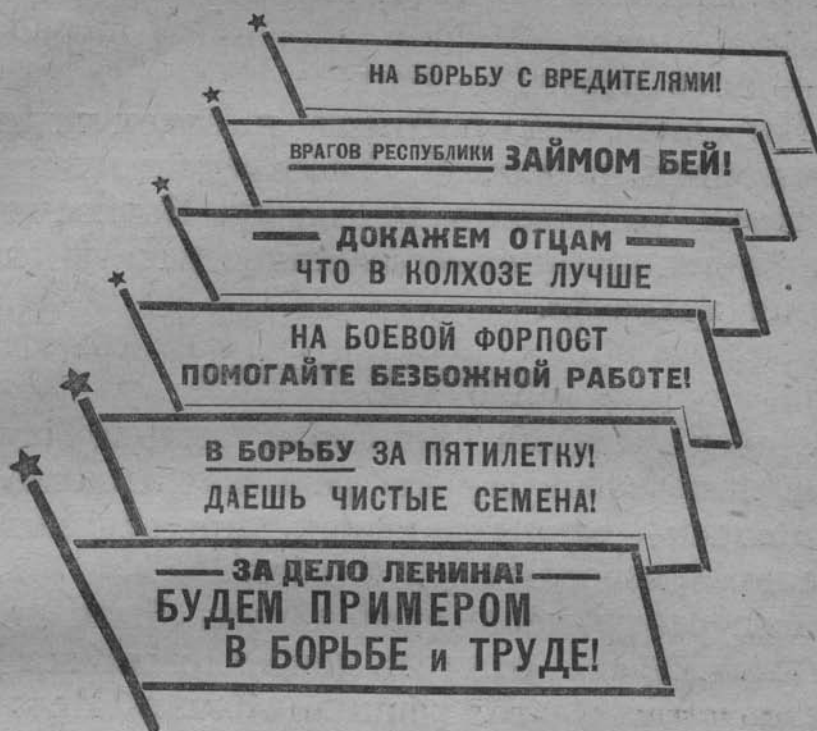 НА БОРЬБУ С ВРЕДИТЕЛЯМИ!
ВРАГОВ РЕСПУБЛИКИ ЗАЙМОМ БЕЙ!
ДОКАЖЕМ ОТЦАМ
ЧТО В КОЛХОЗЕ ЛУЧШЕ
НА БОЕВОЙ ФОРПОСТ
ПОМОГАЙТЕ БЕЗБОЖНОЙ РАБОТЕ!
В БОРЬБУ ЗА ПЯТИЛЕТКУ!
ДАЕШЬ ЧИСТЫЕ СЕМЕНА!
ЗА ДЕЛО ЛЕНИНА!
БУДЕМ ПРИМЕРОМ
В БОРЬБЕ и ТРУДЕ!